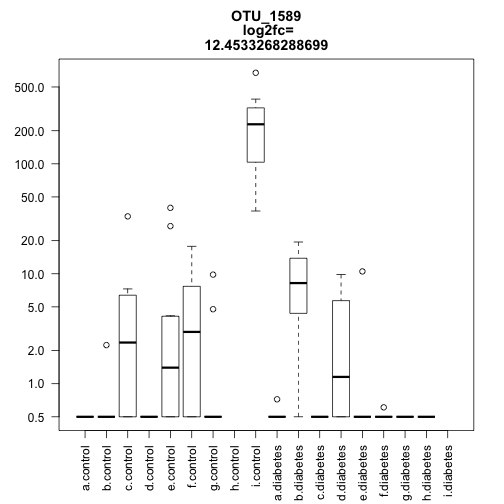 OTU_1589
log2fc=
12.4533268288699
500.0
200.0
100.0
50.0
20.0
10.0
5.0
2.0
1.0
0.5
a.control
b.control
c.control
d.control
e.control
f.control
g.control
h.control
i.control
a.diabetes
b.diabetes
c.diabetes
d.diabetes
e.diabetes
f.diabetes
g.diabetes
h.diabetes
i.diabetes